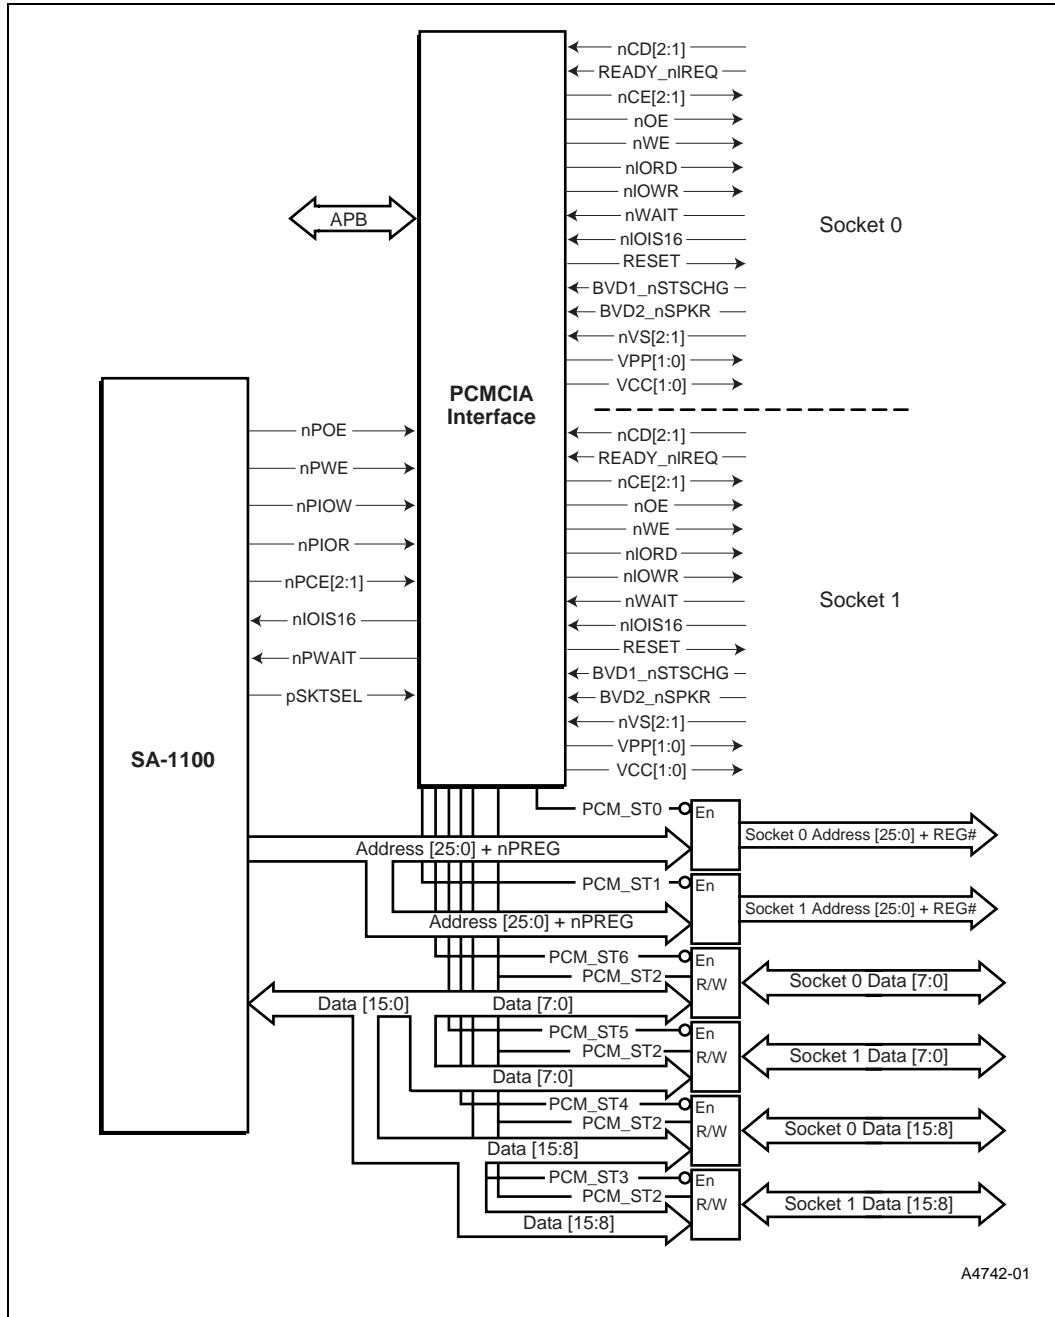 nCD[2:1]
READY_nIREQ
nCE[2:1]
nOE
nWE
nIORD
nIOWR
nWAIT
nIOIS16
RESET
BVD1_nSTSCHG
BVD2_nSPKR
nVS[2:1]
VPP[1:0]
VCC[1:0]
Socket 0
APB
PCMCIA
Interface
nCD[2:1]
READY_nIREQ
nCE[2:1]
nOE
nWE
nIORD
nIOWR
nWAIT
nIOIS16
RESET
BVD1_nSTSCHG
BVD2_nSPKR
nVS[2:1]
VPP[1:0]
VCC[1:0]
Socket 1
nPOE
nPWE
nPIOW
nPIOR
nPCE[2:1]
nIOIS16
nPWAIT
pSKTSEL
SA-1100
PCM_ST0
En
Address [25:0] + nPREG
Socket 0 Address [25:0] + REG#
PCM_ST1
En
Address [25:0] + nPREG
Socket 1 Address [25:0] + REG#
PCM_ST6
En
PCM_ST2
R/W
Data [15:0]
Data [7:0]
Socket 0 Data [7:0]
PCM_ST5
En
PCM_ST2
R/W
Data [7:0]
Socket 1 Data [7:0]
PCM_ST4
En
PCM_ST2
R/W
Data [15:8]
Socket 0 Data [15:8]
PCM_ST3
En
PCM_ST2
R/W
Data [15:8]
Socket 1 Data [15:8]
A4742-01